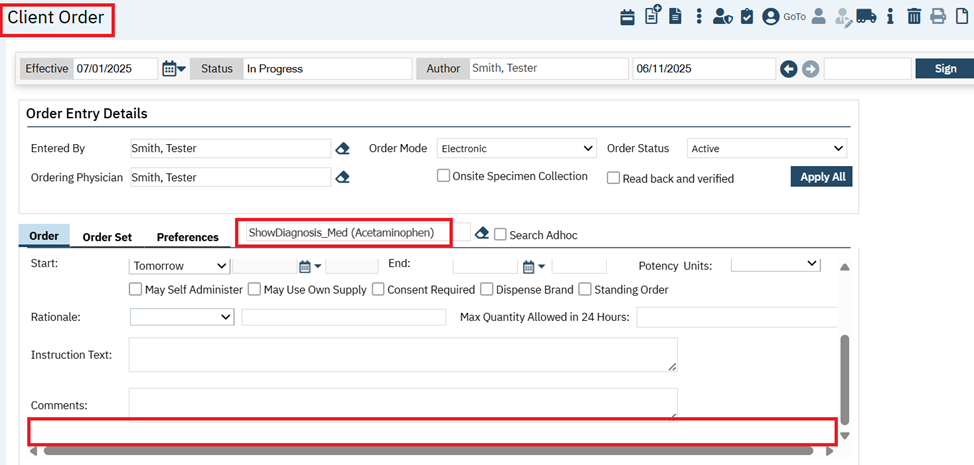 Client Order
GoTo
Effective 07/01/2025 Status In Progress Author Smith, Tester 06/11/2025 Sign
Order Entry Details
Entered By Smith, Tester Order Mode Electronic Order Status Active
Ordering Physician Smith, Tester Onsite Specimen Collection Read back and verified Apply All
Order Order Set Preferences ShowDiagnosis_Med (Acetaminophen) Search Adhoc
Start: Tomorrow End: Potency Units:
May Self Administer May Use Own Supply Consent Required Dispense Brand Standing Order
Rationale: Max Quantity Allowed in 24 Hours:
Instruction Text:
Comments: